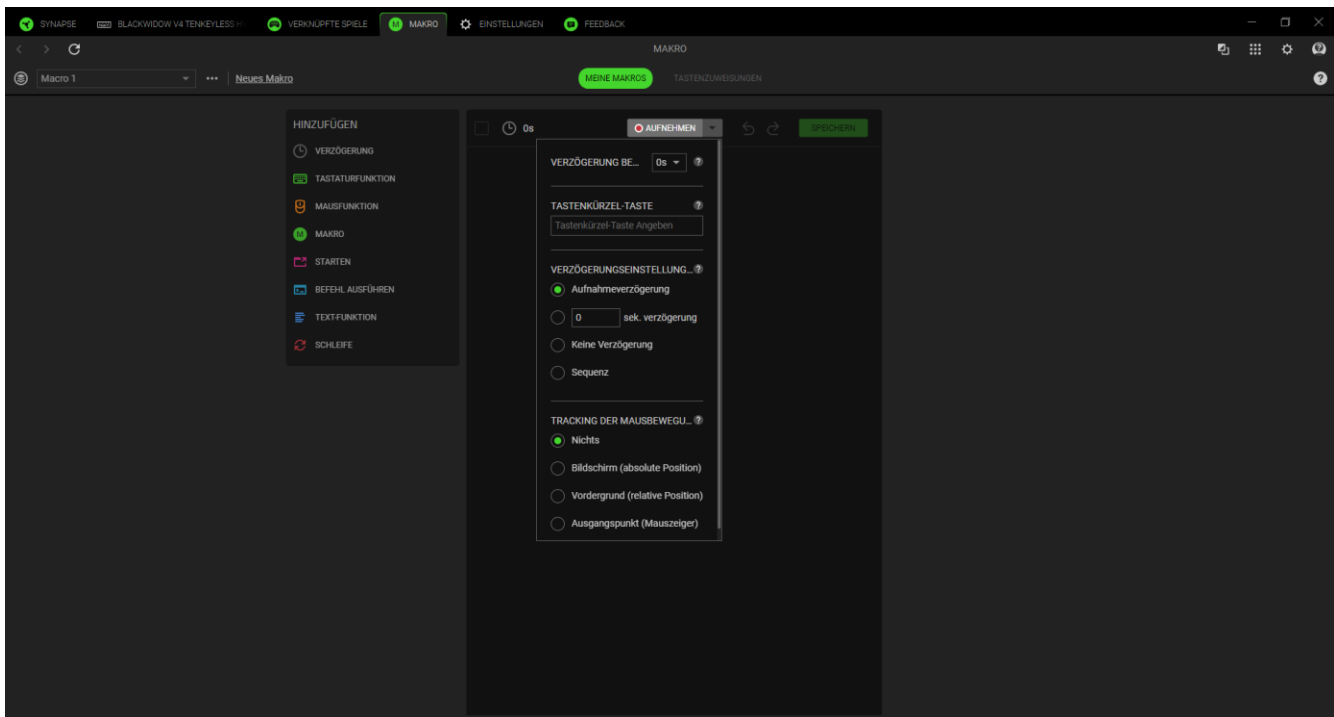 SYNAPSE BLACKWIDOW V4 TENKEYLESS H VERKNÜPFTE SPIELE M MAKRO EINSTELLUNGEN FEEDBACK
MAKRO
Macro 1 Neues Makro MEINE MAKROS TASTENZUWEISUNGEN
HINZUFÜGEN
VERZÖGERUNG
TASTATURFUNKTION
MAUSFUNKTION
M MAKRO
STARTEN
BEFEHL AUSFÜHREN
TEXT-FUNKTION
SCHLEIFE
0s AUFNEHMEN SPEICHERN
VERZÖGERUNG BE... 0s ?
TASTENKÜRZEL-TASTE ?
Tastenkürzel-Taste Angeben
VERZÖGERUNGSEINSTELLUNG... ?
Aufnahmeverzögerung
0 sek. verzögerung
Keine Verzögerung
Sequenz
TRACKING DER MAUSBEWEGU... ?
Nichts
Bildschirm (absolute Position)
Vordergrund (relative Position)
Ausgangspunkt (Mauszeiger)